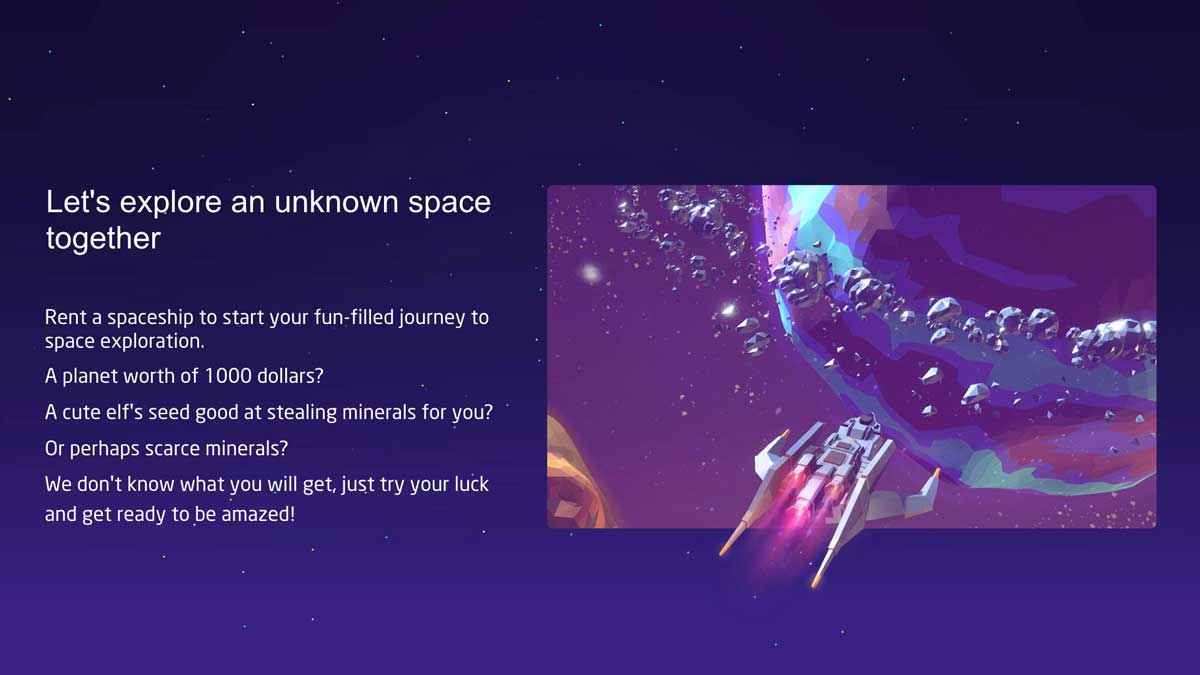 Let's explore an unknown space
together
Rent a spaceship to start your fun-filled journey to
space exploration.
A planet worth of 1000 dollars?
A cute elf's seed good at stealing minerals for you?
Or perhaps scarce minerals?
We don't know what you will get, just try your luck
and get ready to be amazed!